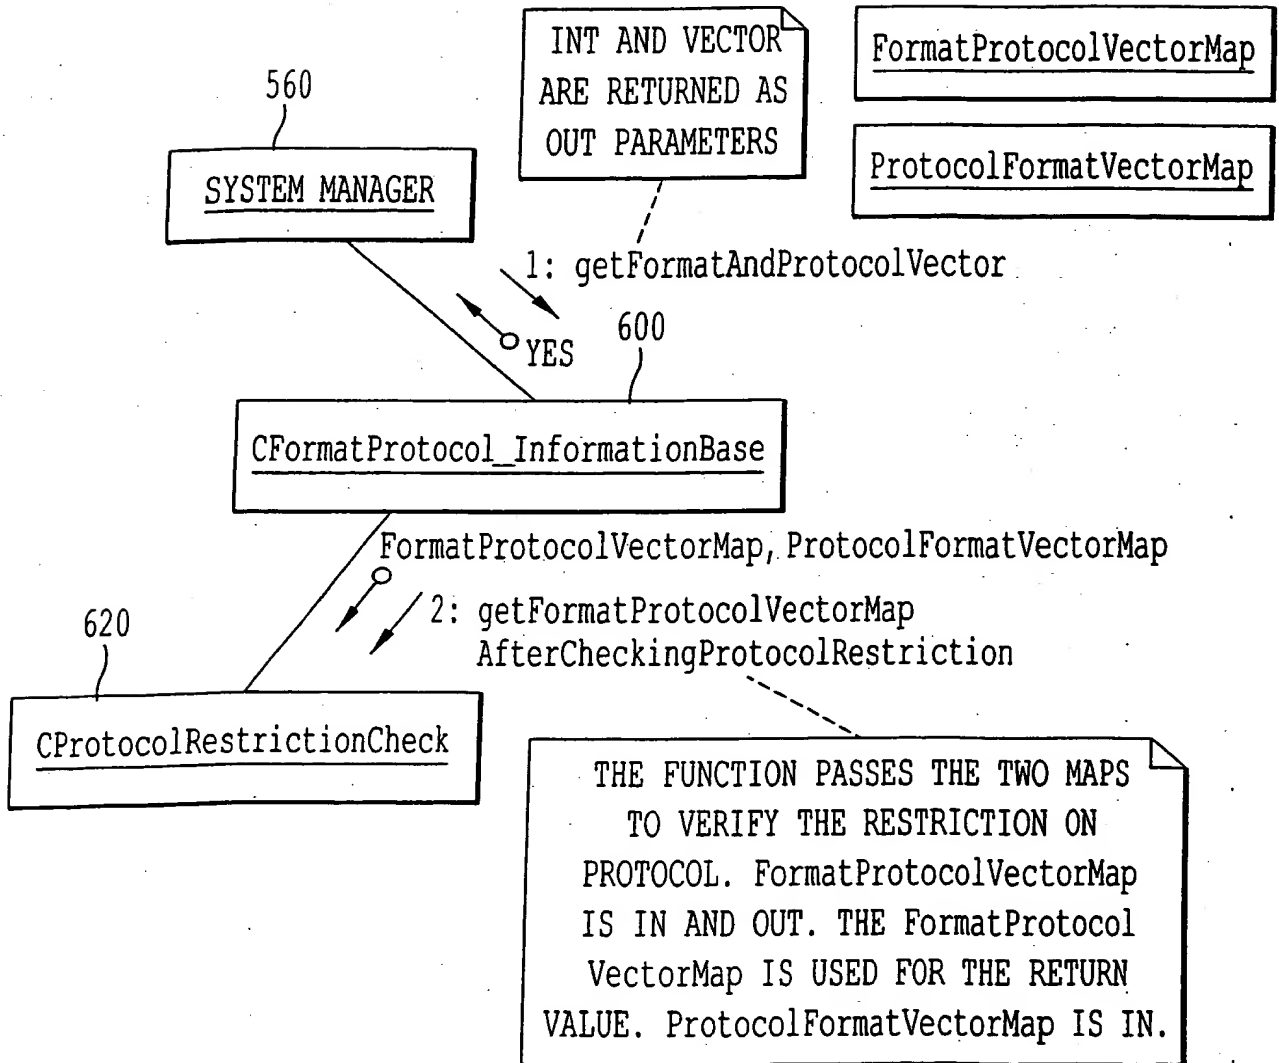 INT AND VECTOR
ARE RETURNED AS
OUT PARAMETERS
FormatProtocolVectorMap
ProtocolFormatVectorMap
560
SYSTEM MANAGER
1: getFormatAndProtocolVector
YES
600
CFormatProtocol_InformationBase
FormatProtocolVectorMap, ProtocolFormatVectorMap
2: getFormatProtocolVectorMap
AfterCheckingProtocolRestriction
620
CProtocolRestrictionCheck
THE FUNCTION PASSES THE TWO MAPS
TO VERIFY THE RESTRICTION ON
PROTOCOL. FormatProtocolVectorMap
IS IN AND OUT. THE FormatProtocol
VectorMap IS USED FOR THE RETURN
VALUE. ProtocolFormatVectorMap IS IN.